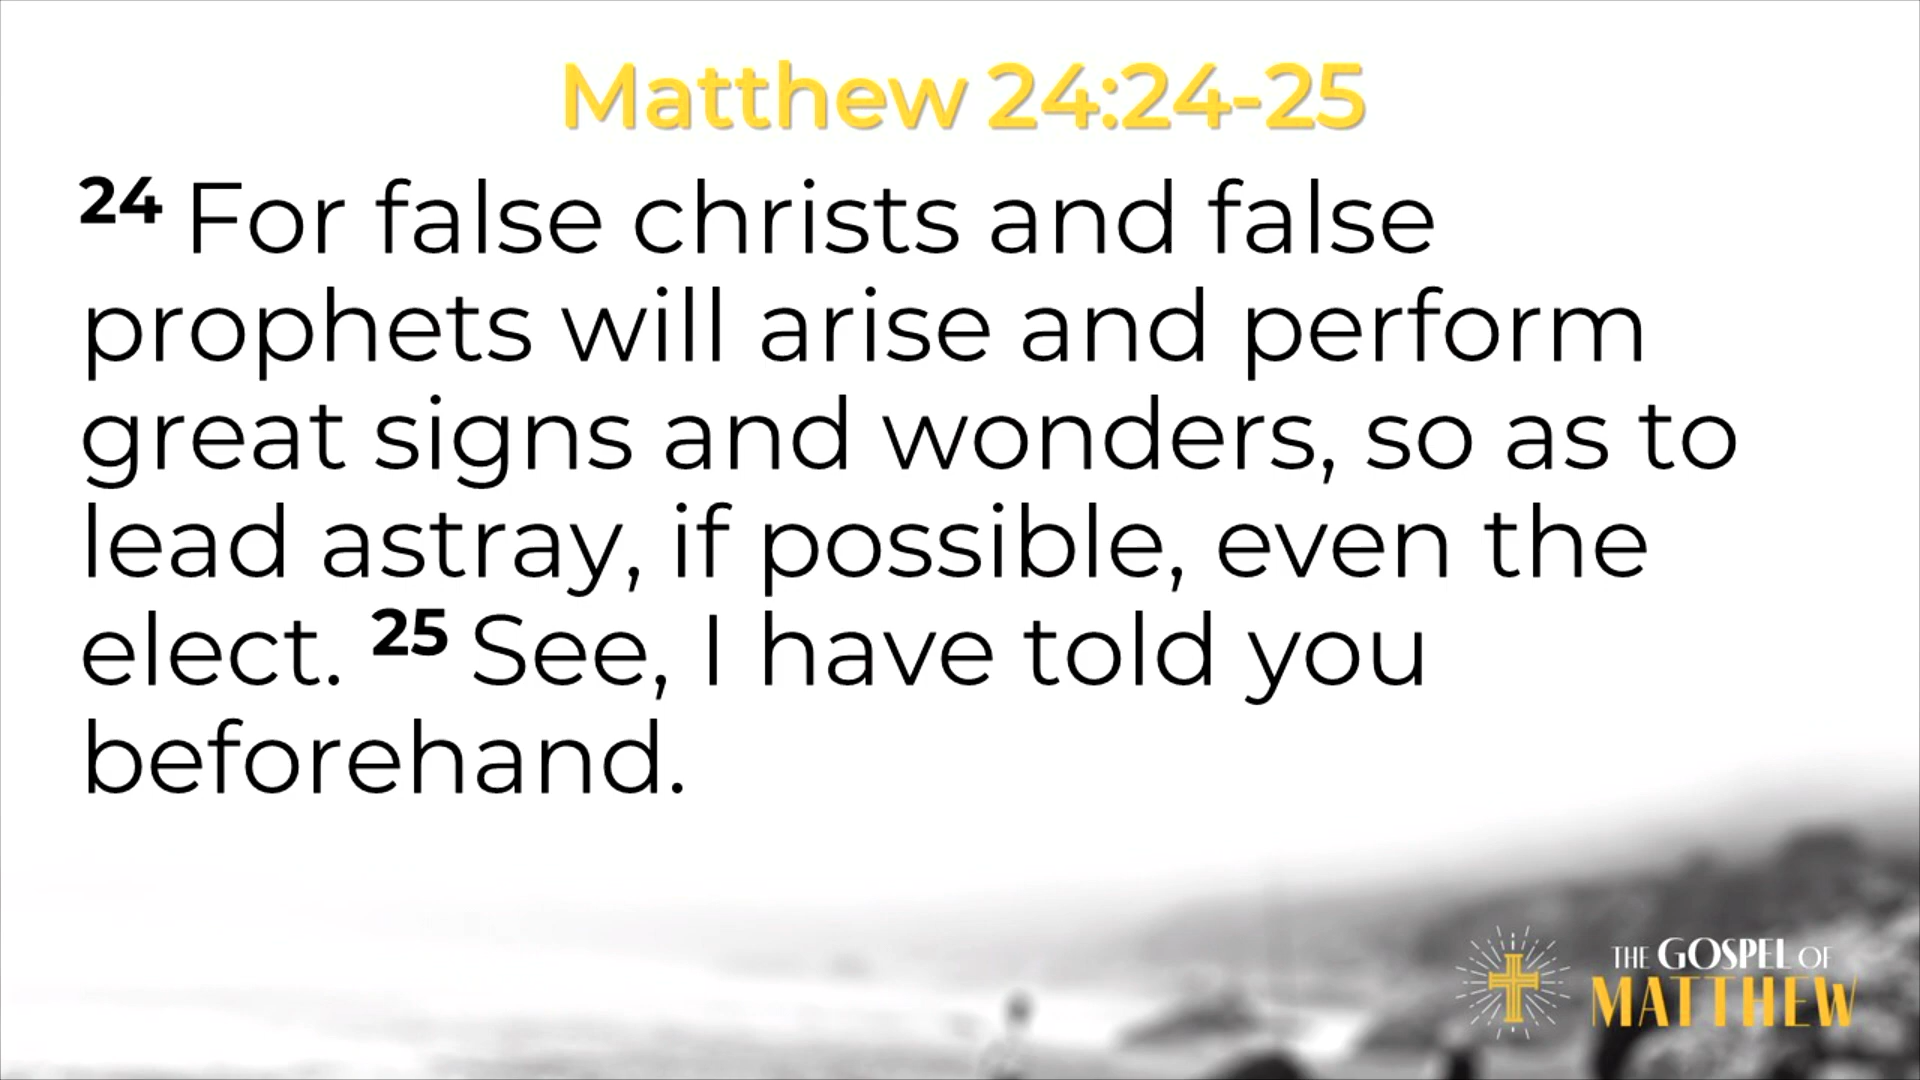 Matthew 24:24-25
24 For false christs and false
prophets will arise and perform
great signs and wonders, so as to
lead astray, if possible, even the
elect. 25 See, I have told you
beforehand.
THE GOSPEL OF
MATTHEW